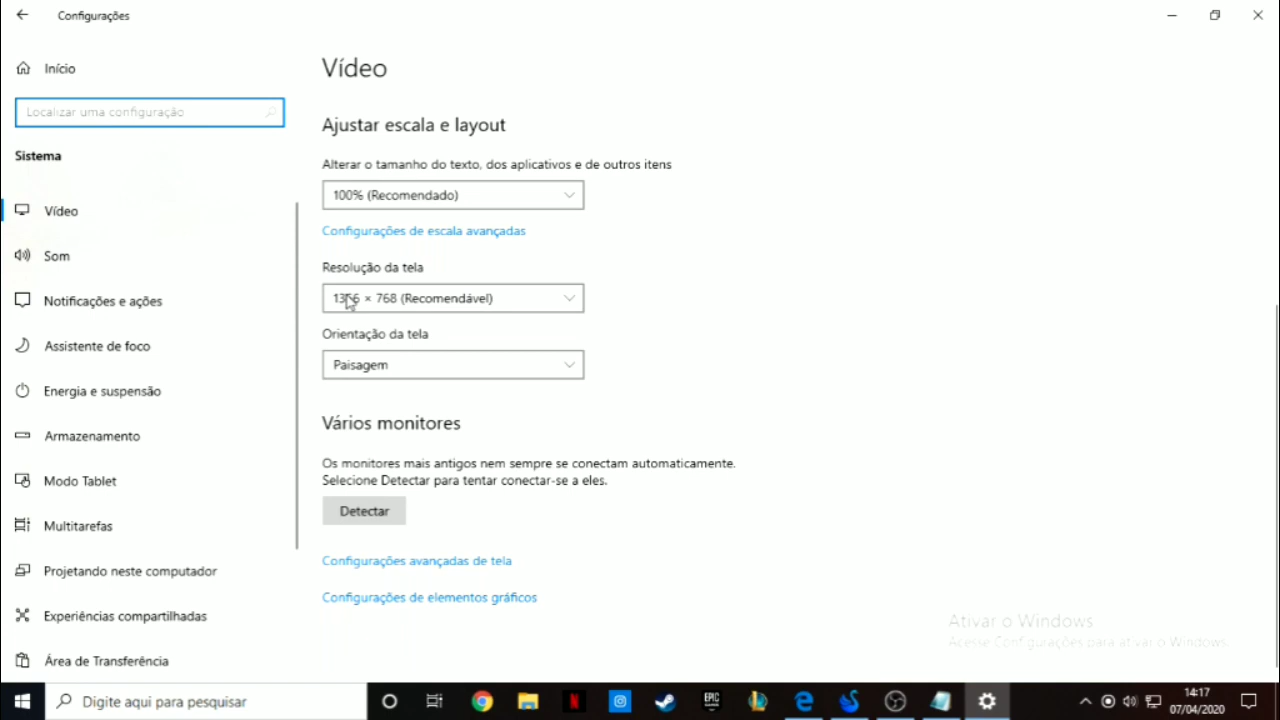 Configurações
Início
Localizar uma configuração
Sistema
Vídeo
Som
Notificações e ações
Assistente de foco
Energia e suspensão
Armazenamento
Modo Tablet
Multitarefas
Projetando neste computador
Experiências compartilhadas
Área de Transferência
Vídeo
Ajustar escala e layout
Alterar o tamanho do texto, dos aplicativos e de outros itens
100% (Recomendado)
Configurações de escala avançadas
Resolução da tela
1366 × 768 (Recomendável)
Orientação da tela
Paisagem
Vários monitores
Os monitores mais antigos nem sempre se conectam automaticamente.
Selecione Detectar para tentar conectar-se a eles.
Detectar
Configurações avançadas de tela
Configurações de elementos gráficos
Ativar o Windows
Acesse Configurações para ativar o Windows.
Digite aqui para pesquisar
EPIC
GAMES
14:17
07/04/2020